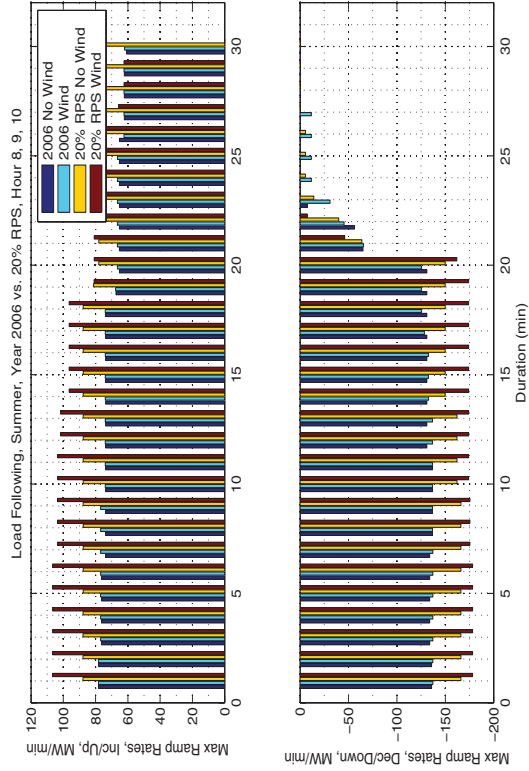 Load Following, Summer, Year 2006 vs. 20% RPS, Hour 8, 9, 10
Max Ramp Rates, Inc/Up, MW/min
120
100
80
60
40
20
0
2006 No Wind
2006 Wind
20% RPS No Wind
20% RPS Wind
0 5 10 15 20 25 30
Max Ramp Rates, Dec/Down, MW/min
0
−50
−100
−150
−200
0 5 10 15 20 25 30
Duration (min)